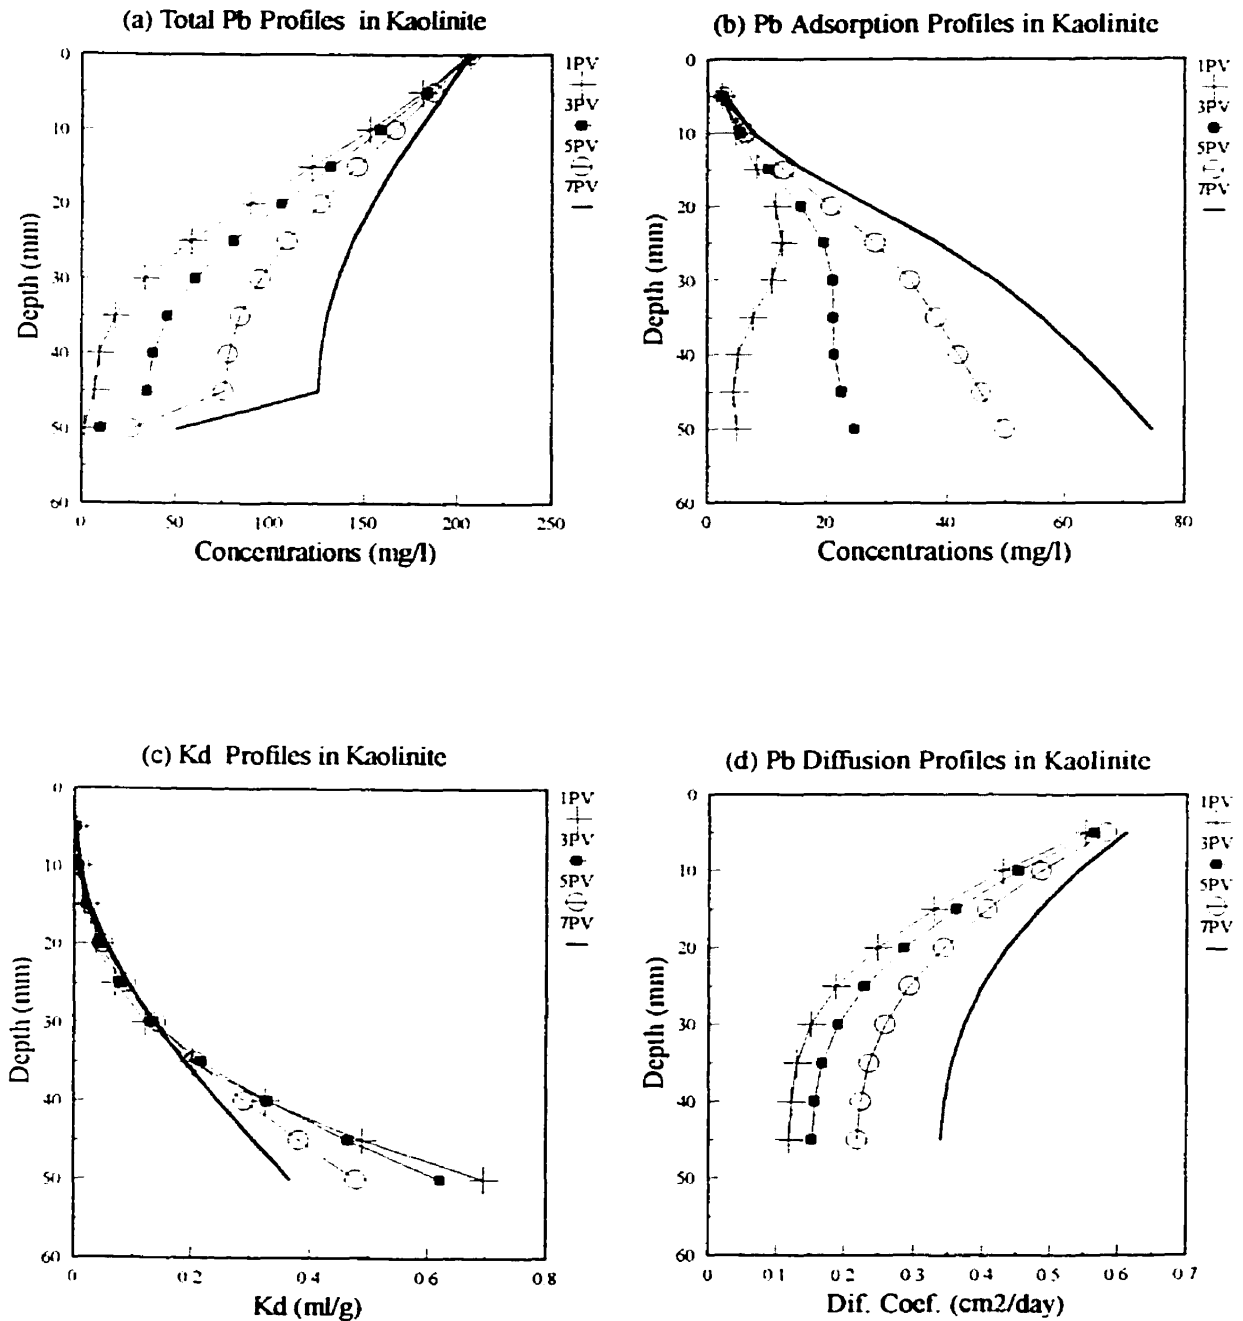 (a) Total Pb Profiles in Kaolinite
0
10
20
30
40
50
60
Depth (mm)
0
50
100
150
200
250
Concentrations (mg/l)
1PV
3PV
5PV
7PV
(b) Pb Adsorption Profiles in Kaolinite
0
10
20
30
40
50
60
Depth (mm)
0
20
40
60
80
Concentrations (mg/l)
1PV
3PV
5PV
7PV
(c) Kd Profiles in Kaolinite
0
10
20
30
40
50
60
Depth (mm)
0
0.2
0.4
0.6
0.8
Kd (ml/g)
1PV
3PV
5PV
7PV
(d) Pb Diffusion Profiles in Kaolinite
0
10
20
30
40
50
60
Depth (mm)
0
0.1
0.2
0.3
0.4
0.5
0.6
0.7
Dif. Coef. (cm2/day)
1PV
3PV
5PV
7PV